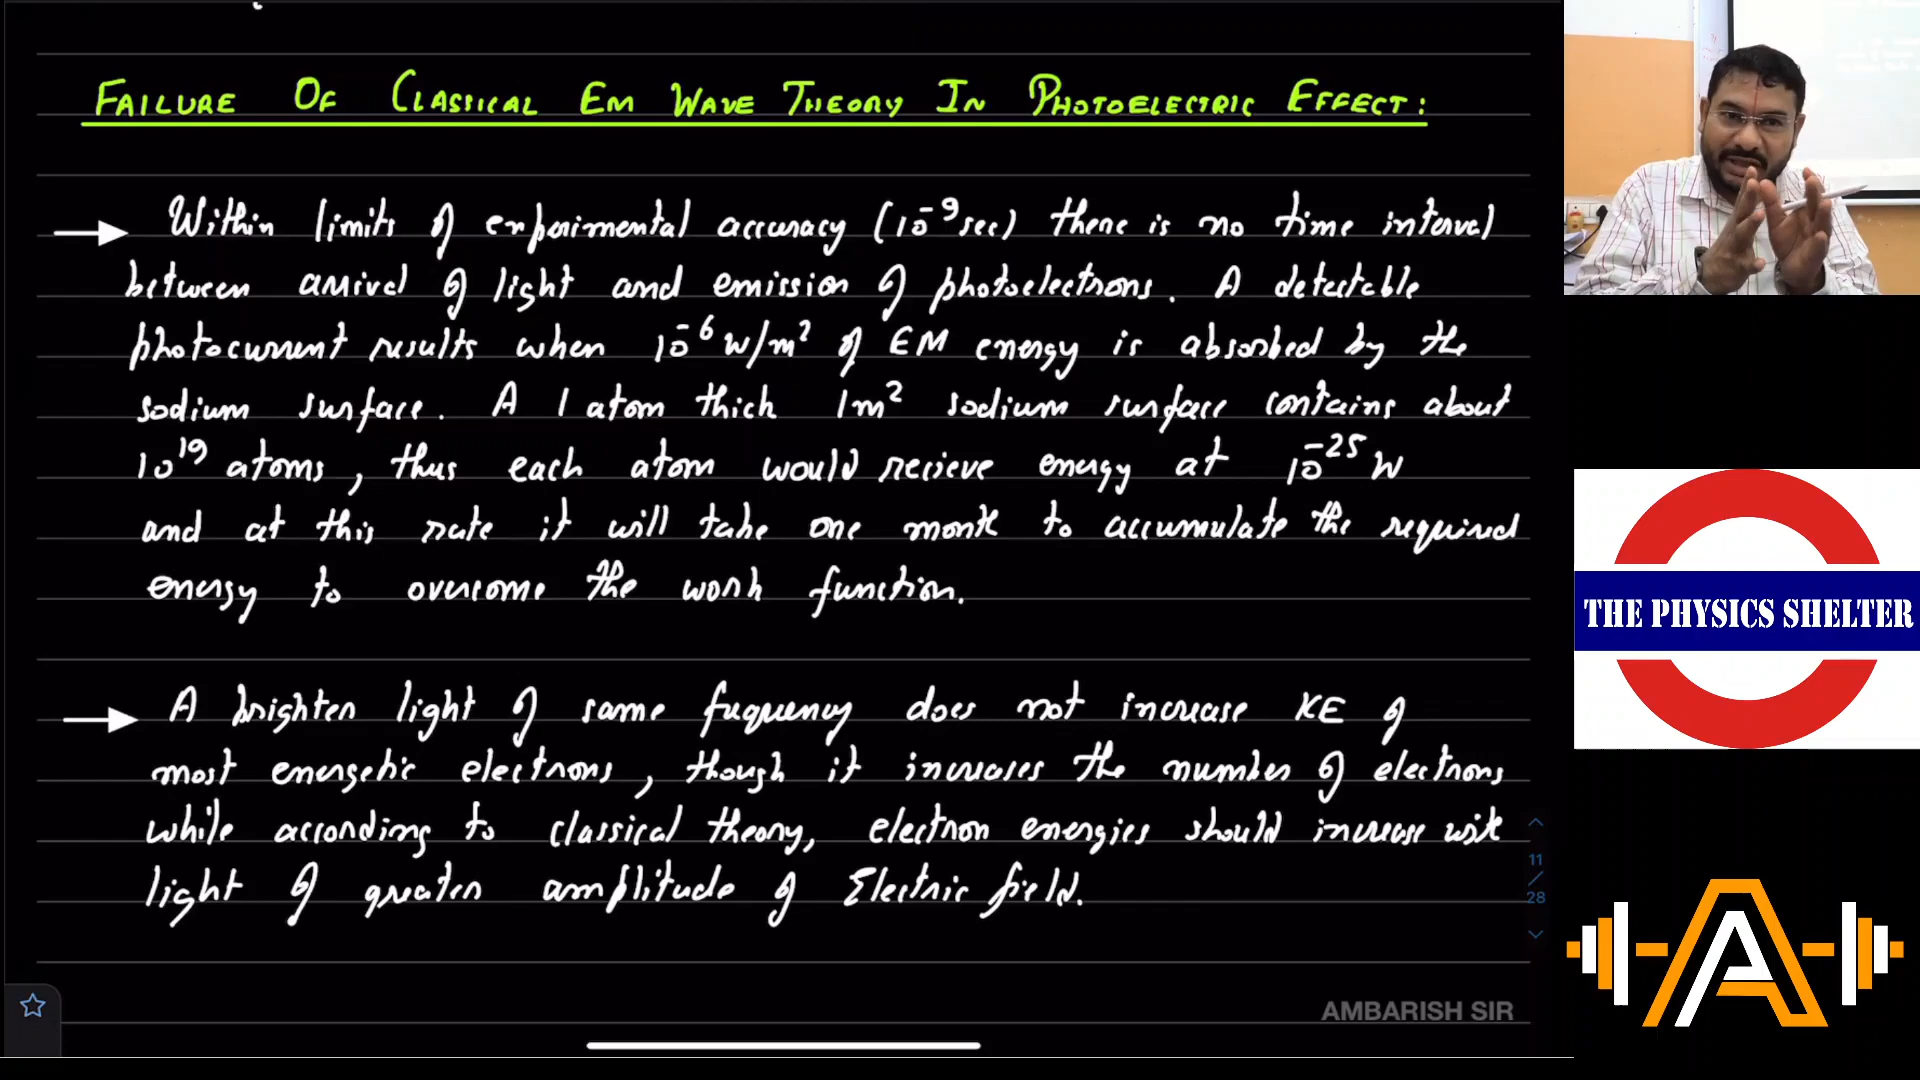 FAILURE OF CLASSICAL EM WAVE THEORY IN PHOTOELECTRIC EFFECT:
→ Within limits of experimental accuracy (10⁻⁹ sec) there is no time interval
between arrival of light and emission of photoelectrons. A detectable
photocurrent results when 10⁻⁶ W/m² of EM energy is absorbed by the
sodium surface. A 1 atom thick 1m² sodium surface contains about
10¹⁹ atoms, thus each atom would recieve energy at 10⁻²⁵ W
and at this rate it will take one month to accumulate the required
energy to overcome the work function.
→ A brighter light of same frequency does not increase KE of
most energetic electrons, though it increases the number of electrons
while according to classical theory, electron energies should increase with
light of greater amplitude of Electric field.
11
/
28
AMBARISH SIR
THE PHYSICS SHELTER